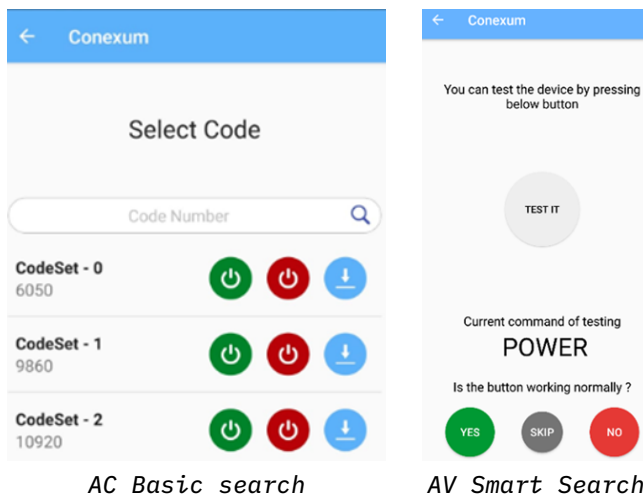 Conexum
Select Code
Code Number
CodeSet - 0
6050
CodeSet - 1
9860
CodeSet - 2
10920
AC Basic search
Conexum
You can test the device by pressing
below button
TEST IT
Current command of testing
POWER
Is the button working normally ?
YES
SKIP
NO
AV Smart Search